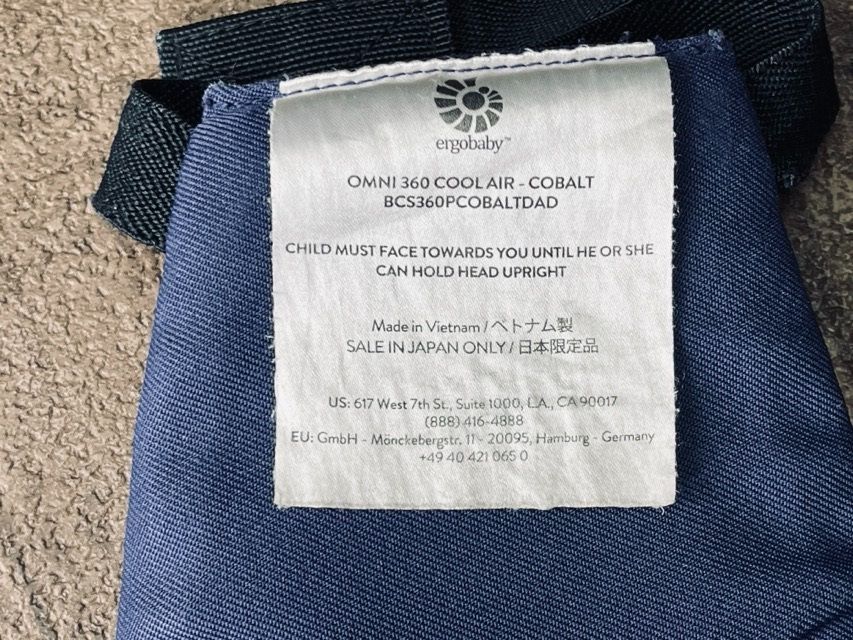 ergobaby™
OMNI 360 COOL AIR - COBALT
BCS360PCOBALTDAD
CHILD MUST FACE TOWARDS YOU UNTIL HE OR SHE
CAN HOLD HEAD UPRIGHT
Made in Vietnam / ベトナム製
SALE IN JAPAN ONLY / 日本限定品
US: 617 West 7th St., Suite 1000, L.A., CA 90017
(888) 416-4888
EU: GmbH - Mönckebergstr. 11 - 20095, Hamburg - Germany
+49 40 421 065 0